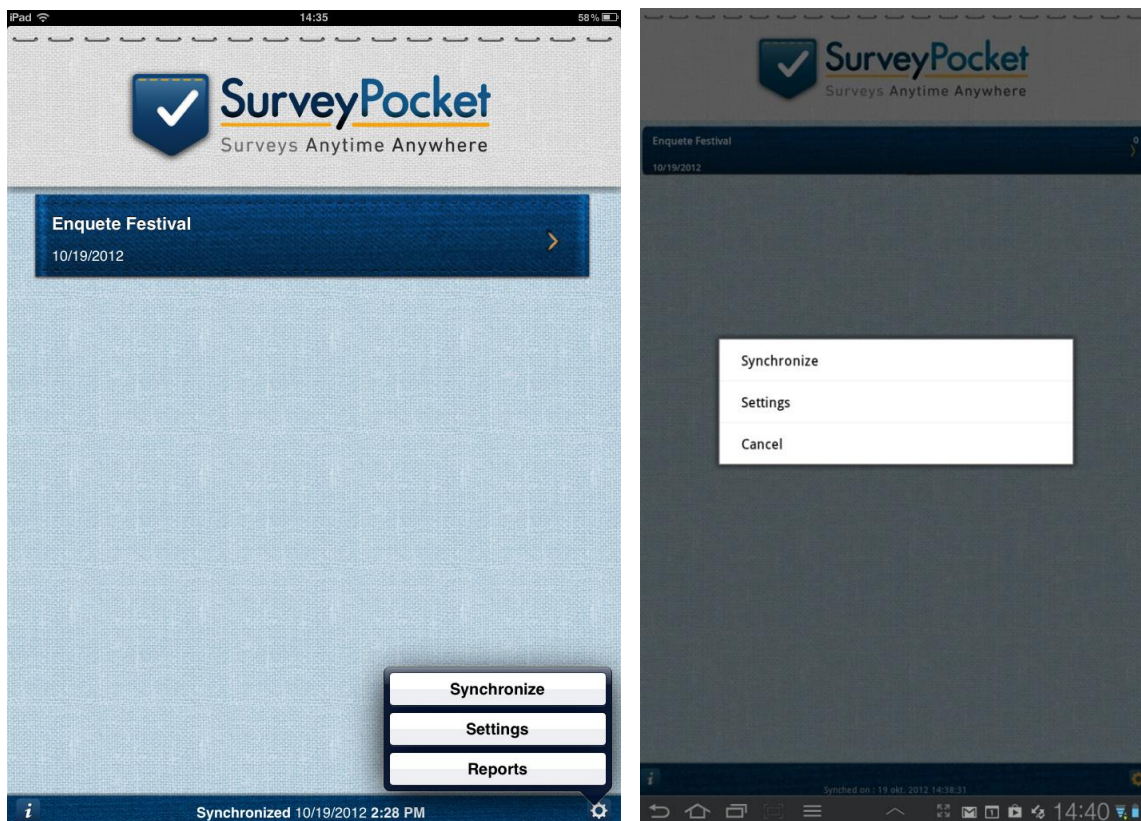 iPad 14:35 58%
SurveyPocket
Surveys Anytime Anywhere
Enquete Festival
10/19/2012
Synchronize
Settings
Reports
i Synchronized 10/19/2012 2:28 PM
SurveyPocket
Surveys Anytime Anywhere
Enquete Festival 0
10/19/2012
Synchronize
Settings
Cancel
i
Synched on : 19 okt. 2012 14:38:31
1 14:40